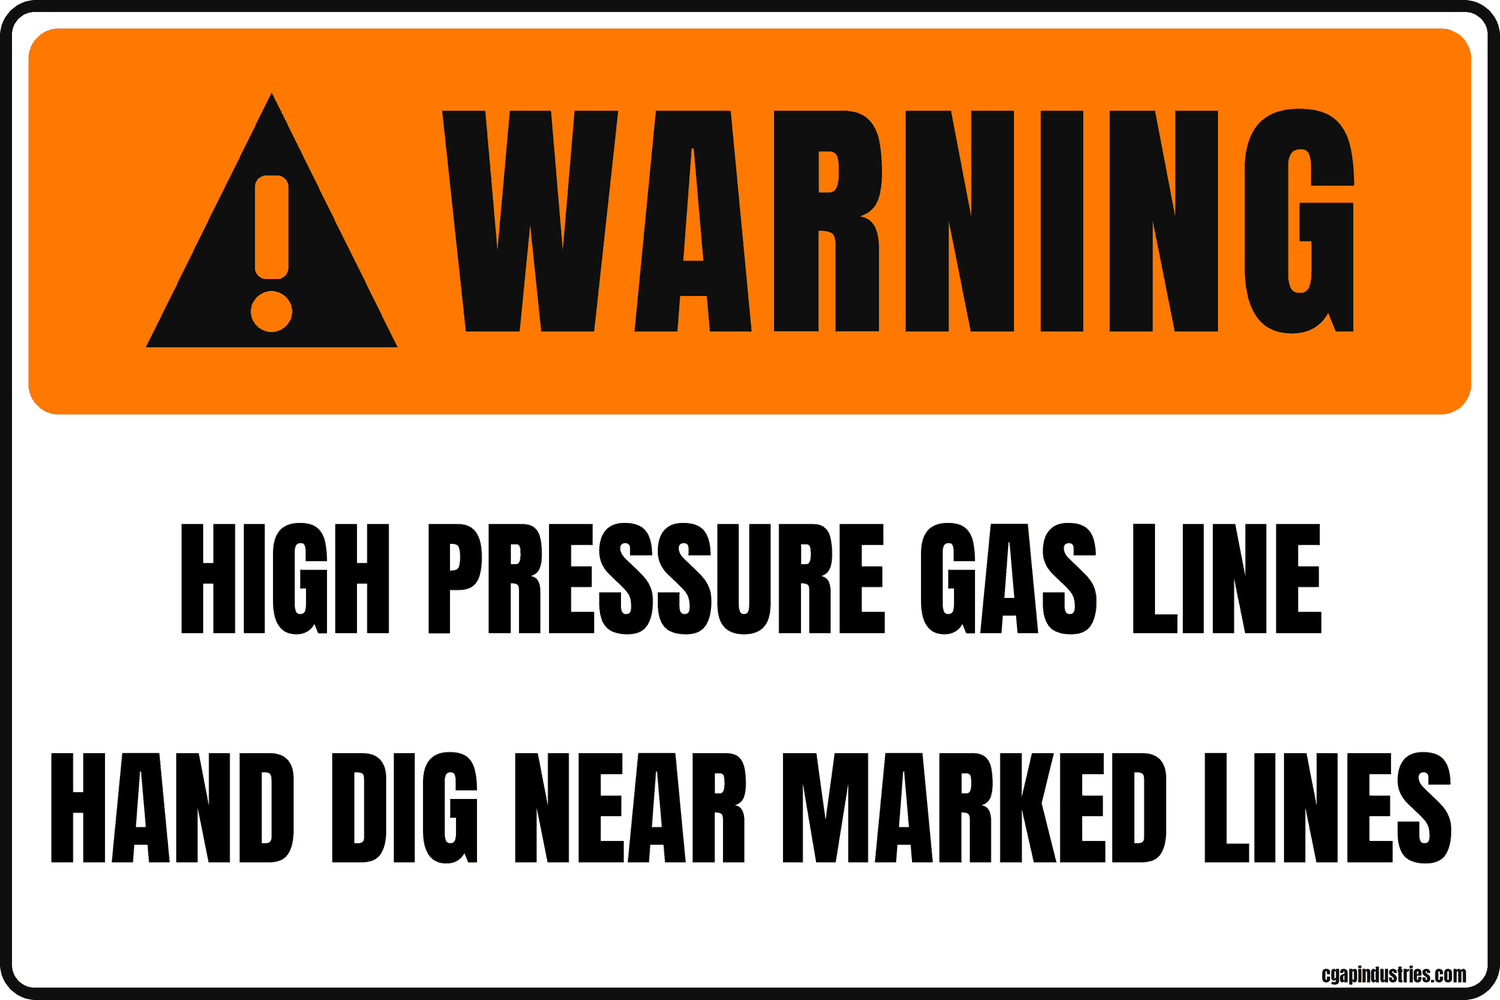 WARNING
HIGH PRESSURE GAS LINE
HAND DIG NEAR MARKED LINES
cgapindustries.com